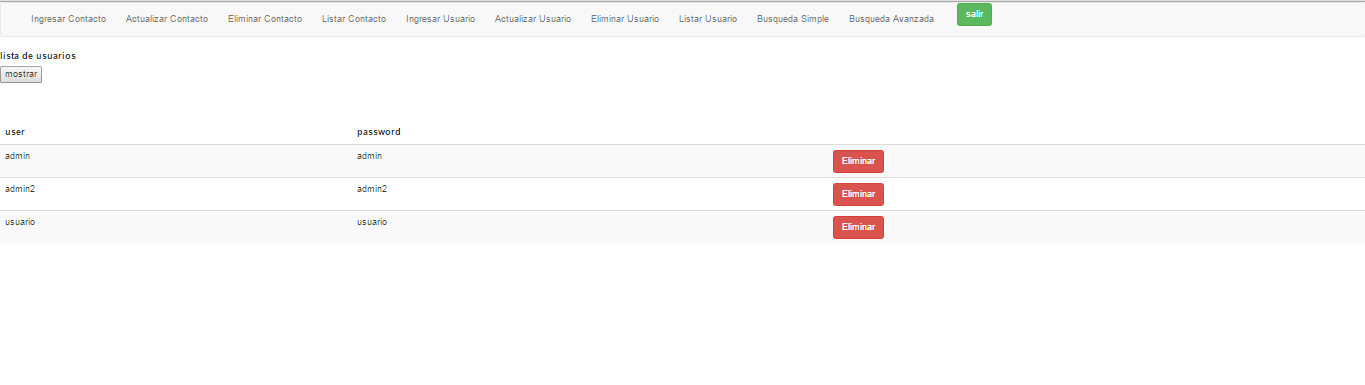 Ingresar Contacto Actualizar Contacto Eliminar Contacto Listar Contacto Ingresar Usuario Actualizar Usuario Eliminar Usuario Listar Usuario Busqueda Simple Busqueda Avanzada salir
lista de usuarios
mostrar
user password
admin admin Eliminar
admin2 admin2 Eliminar
usuario usuario Eliminar